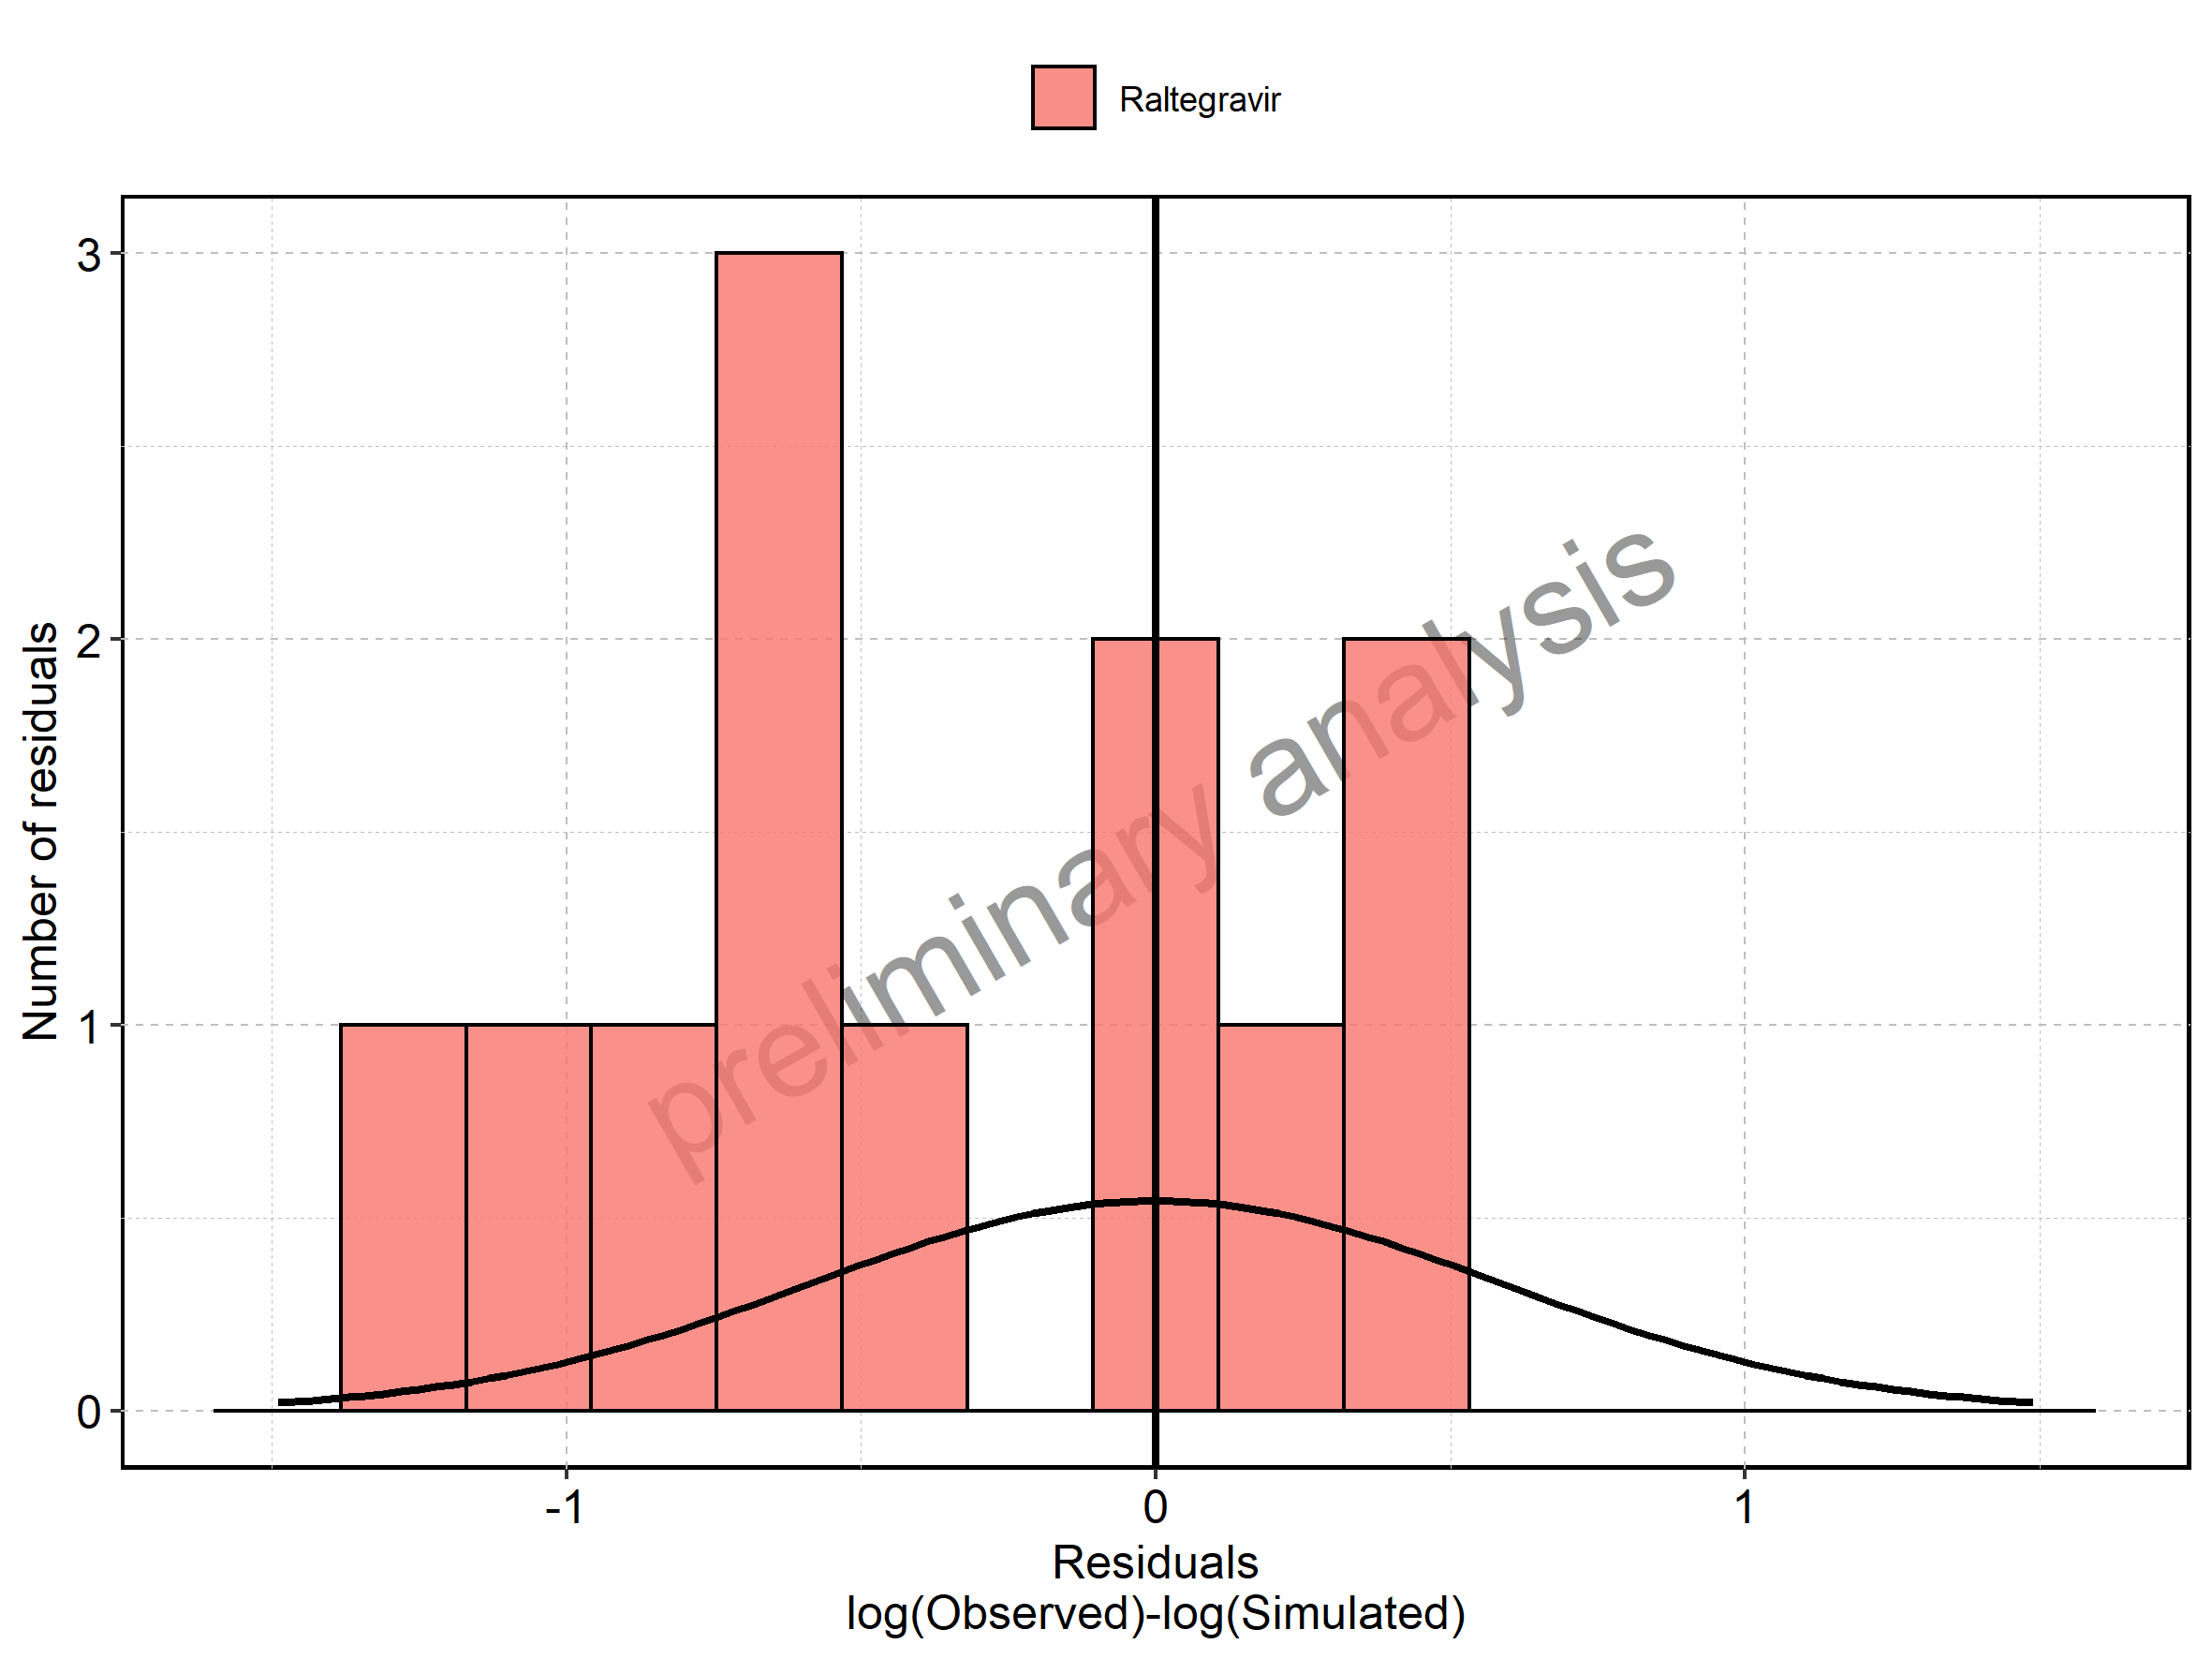 Raltegravir
3
2
1
0
Number of residuals
preliminary analysis
-1 0 1
Residuals
log(Observed)-log(Simulated)